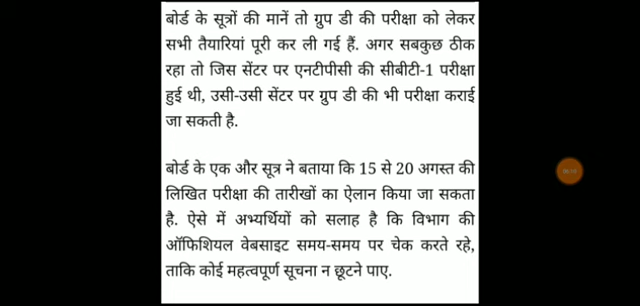 बोर्ड के सूत्रों की मानें तो ग्रुप डी की परीक्षा को लेकर
सभी तैयारियां पूरी कर ली गई हैं. अगर सबकुछ ठीक
रहा तो जिस सेंटर पर एनटीपीसी की सीबीटी-1 परीक्षा
हुई थी, उसी-उसी सेंटर पर ग्रुप डी की भी परीक्षा कराई
जा सकती है.
बोर्ड के एक और सूत्र ने बताया कि 15 से 20 अगस्त की
लिखित परीक्षा की तारीखों का ऐलान किया जा सकता
है. ऐसे में अभ्यर्थियों को सलाह है कि विभाग की
ऑफिशियल वेबसाइट समय-समय पर चेक करते रहे,
ताकि कोई महत्वपूर्ण सूचना न छूटने पाए.